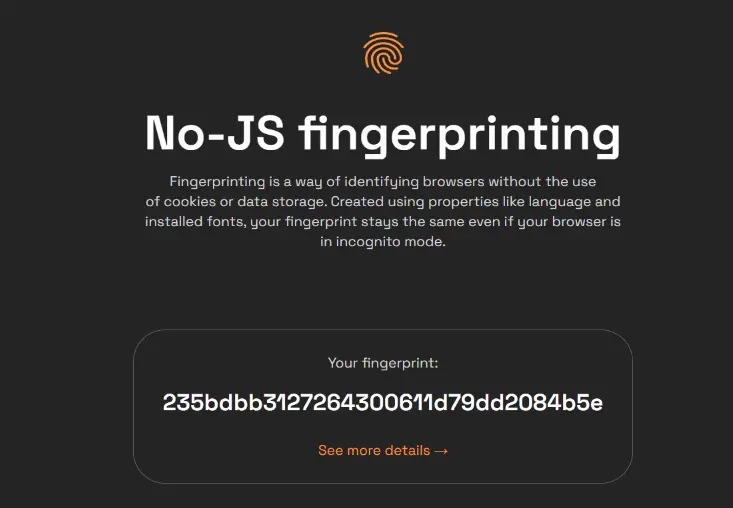 No-JS fingerprinting
Fingerprinting is a way of identifying browsers without the use
of cookies or data storage. Created using properties like language and
installed fonts, your fingerprint stays the same even if your browser is
in incognito mode.
Your fingerprint:
235bdbb3127264300611d79dd2084b5e
See more details →